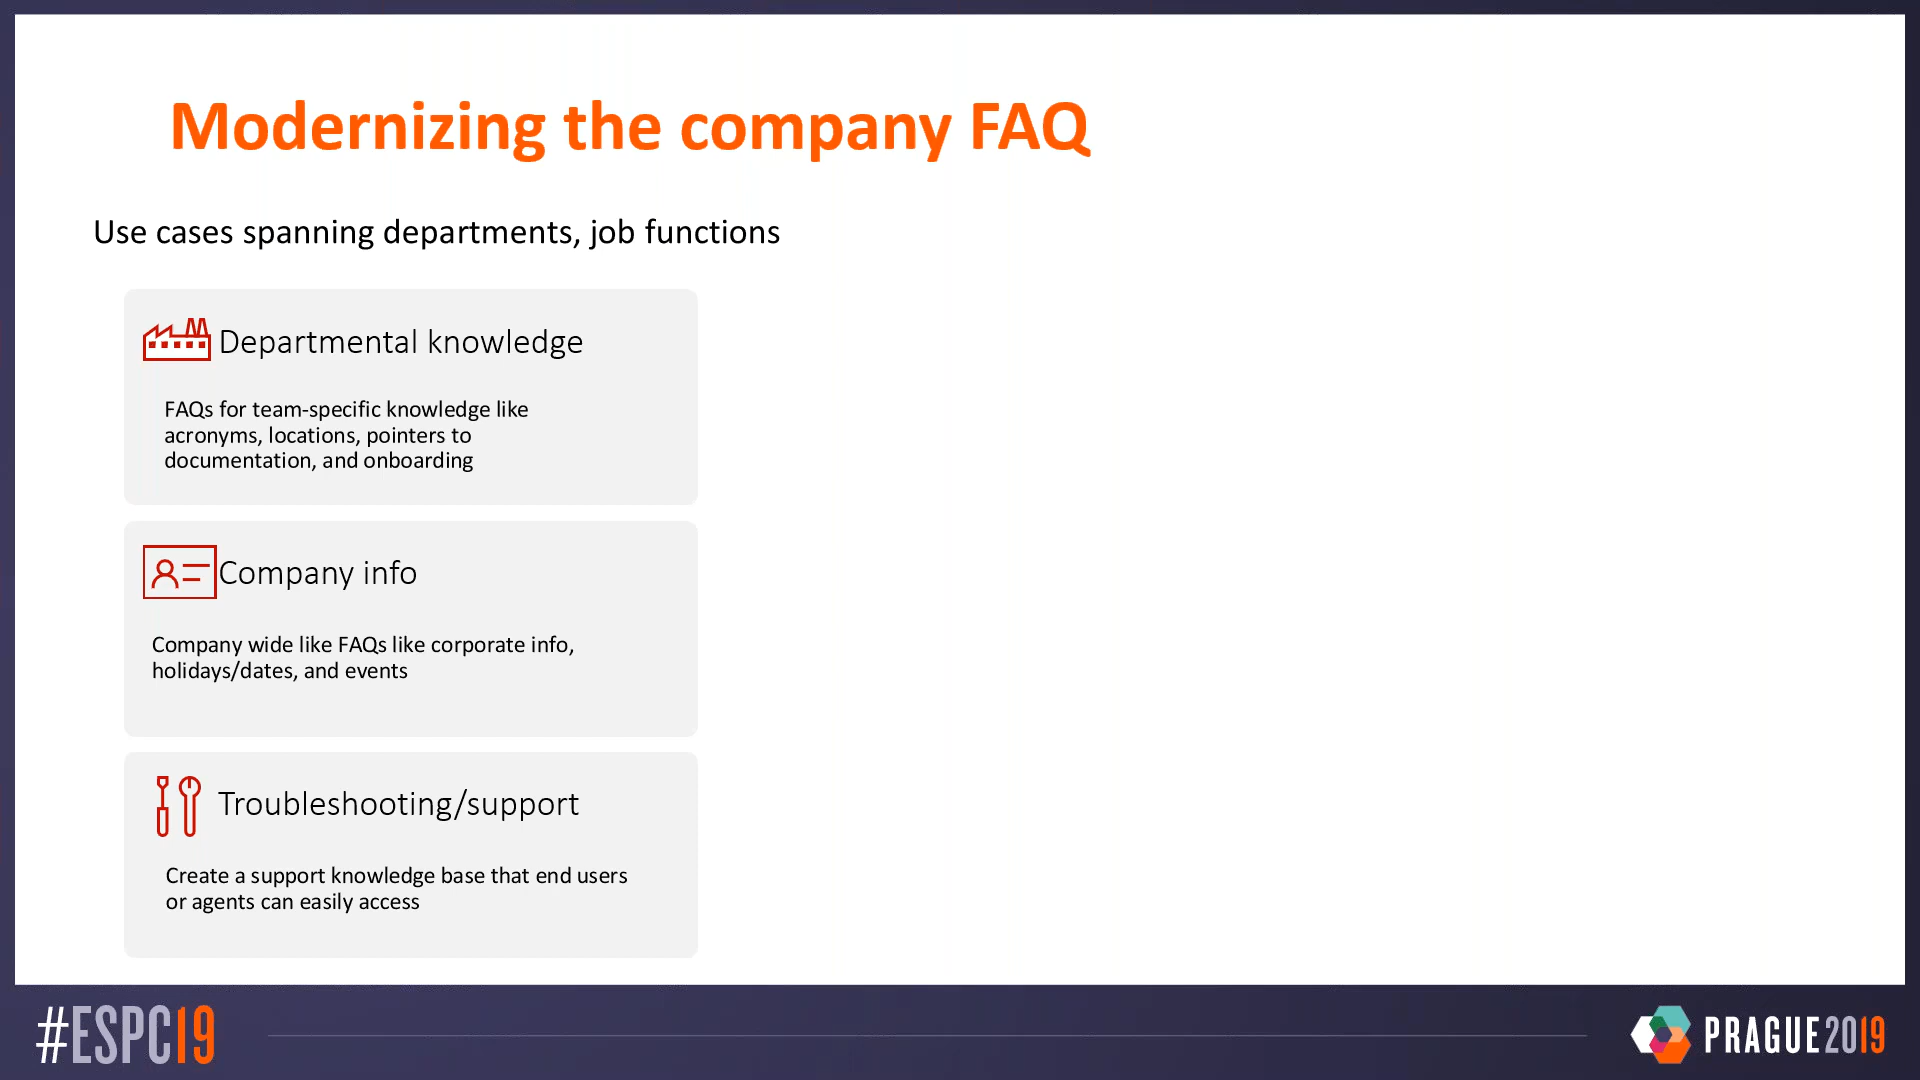 Modernizing the company FAQ
Use cases spanning departments, job functions
Departmental knowledge
FAQs for team-specific knowledge like
acronyms, locations, pointers to
documentation, and onboarding
Company info
Company wide like FAQs like corporate info,
holidays/dates, and events
Troubleshooting/support
Create a support knowledge base that end users
or agents can easily access
#ESPC19
PRAGUE2019